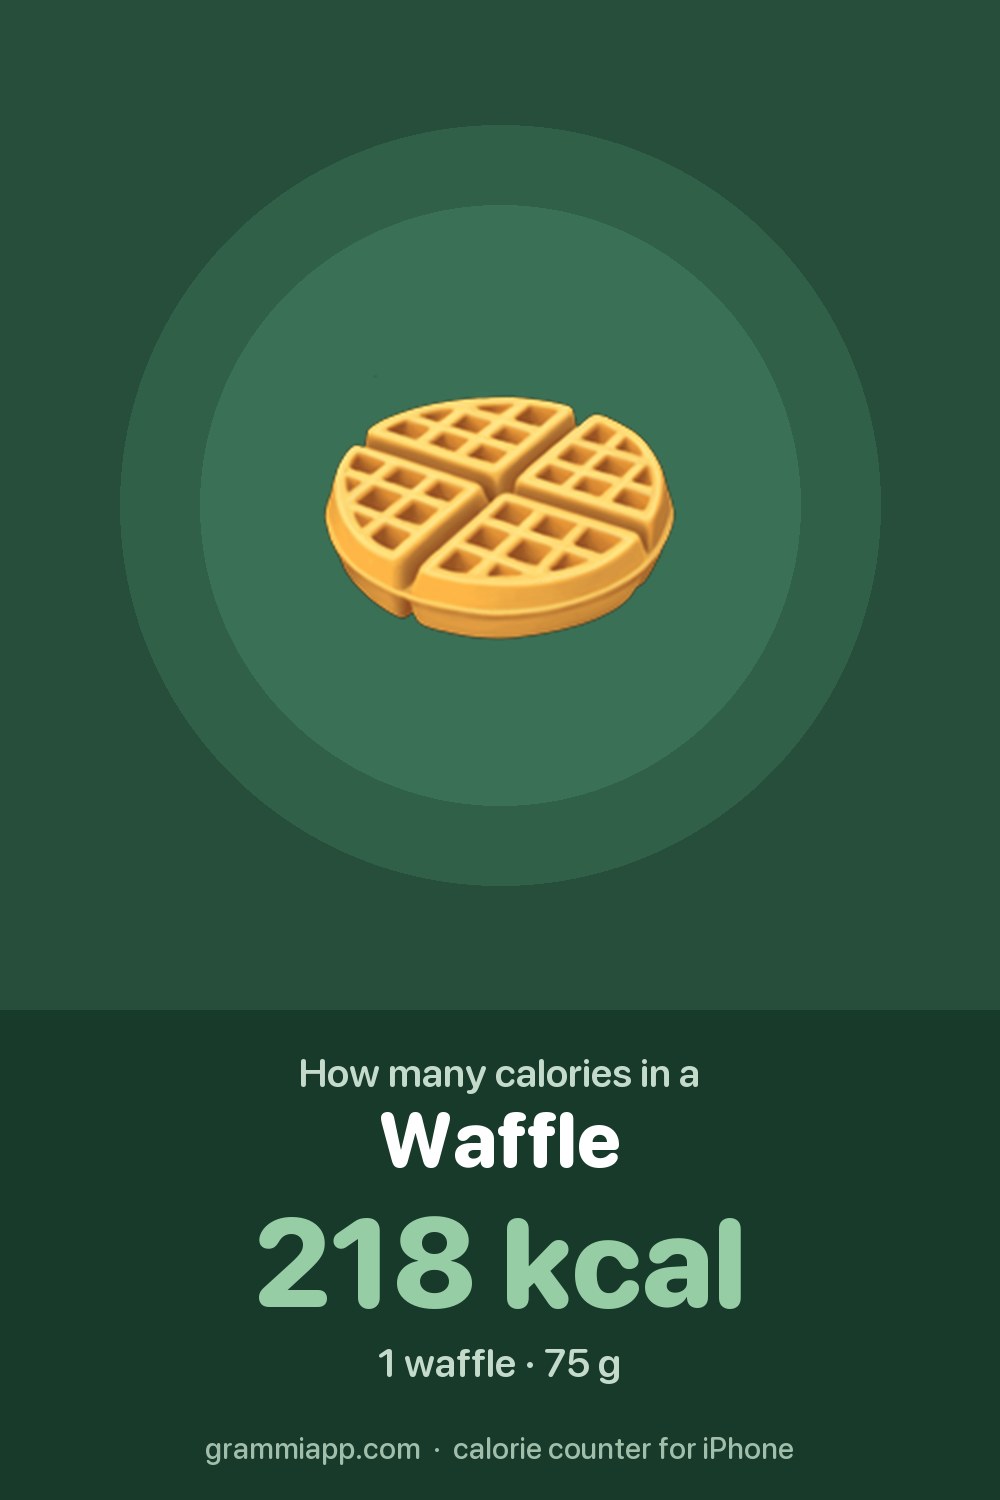 How many calories in a
Waffle
218 kcal
1 waffle · 75 g
grammiapp.com · calorie counter for iPhone